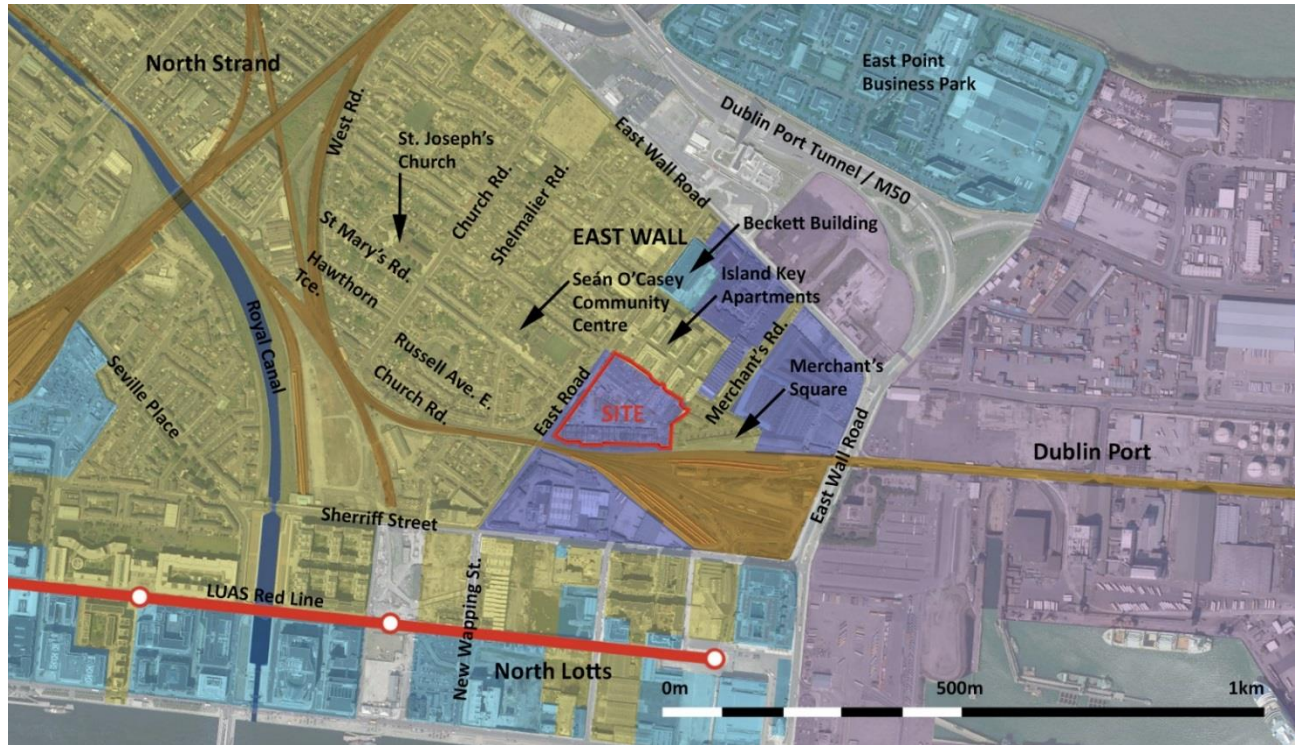 North Strand
West Rd.
St. Joseph's
Church
Church Rd.
Shelmalier Rd.
East Wall Road
Dublin Port Tunnel / M50
East Point
Business Park
St Mary's Rd.
Hawthorn
Tce.
EAST WALL
Beckett Building
Seán O'Casey
Community
Centre
Island Key
Apartments
Royal Canal
Seville Place
Russell Ave. E.
Church Rd.
East Road
SITE
Merchant's Rd.
Merchant's
Square
East Wall Road
Dublin Port
Sherriff Street
LUAS Red Line
New Wapping St.
North Lotts
0m
500m
1km